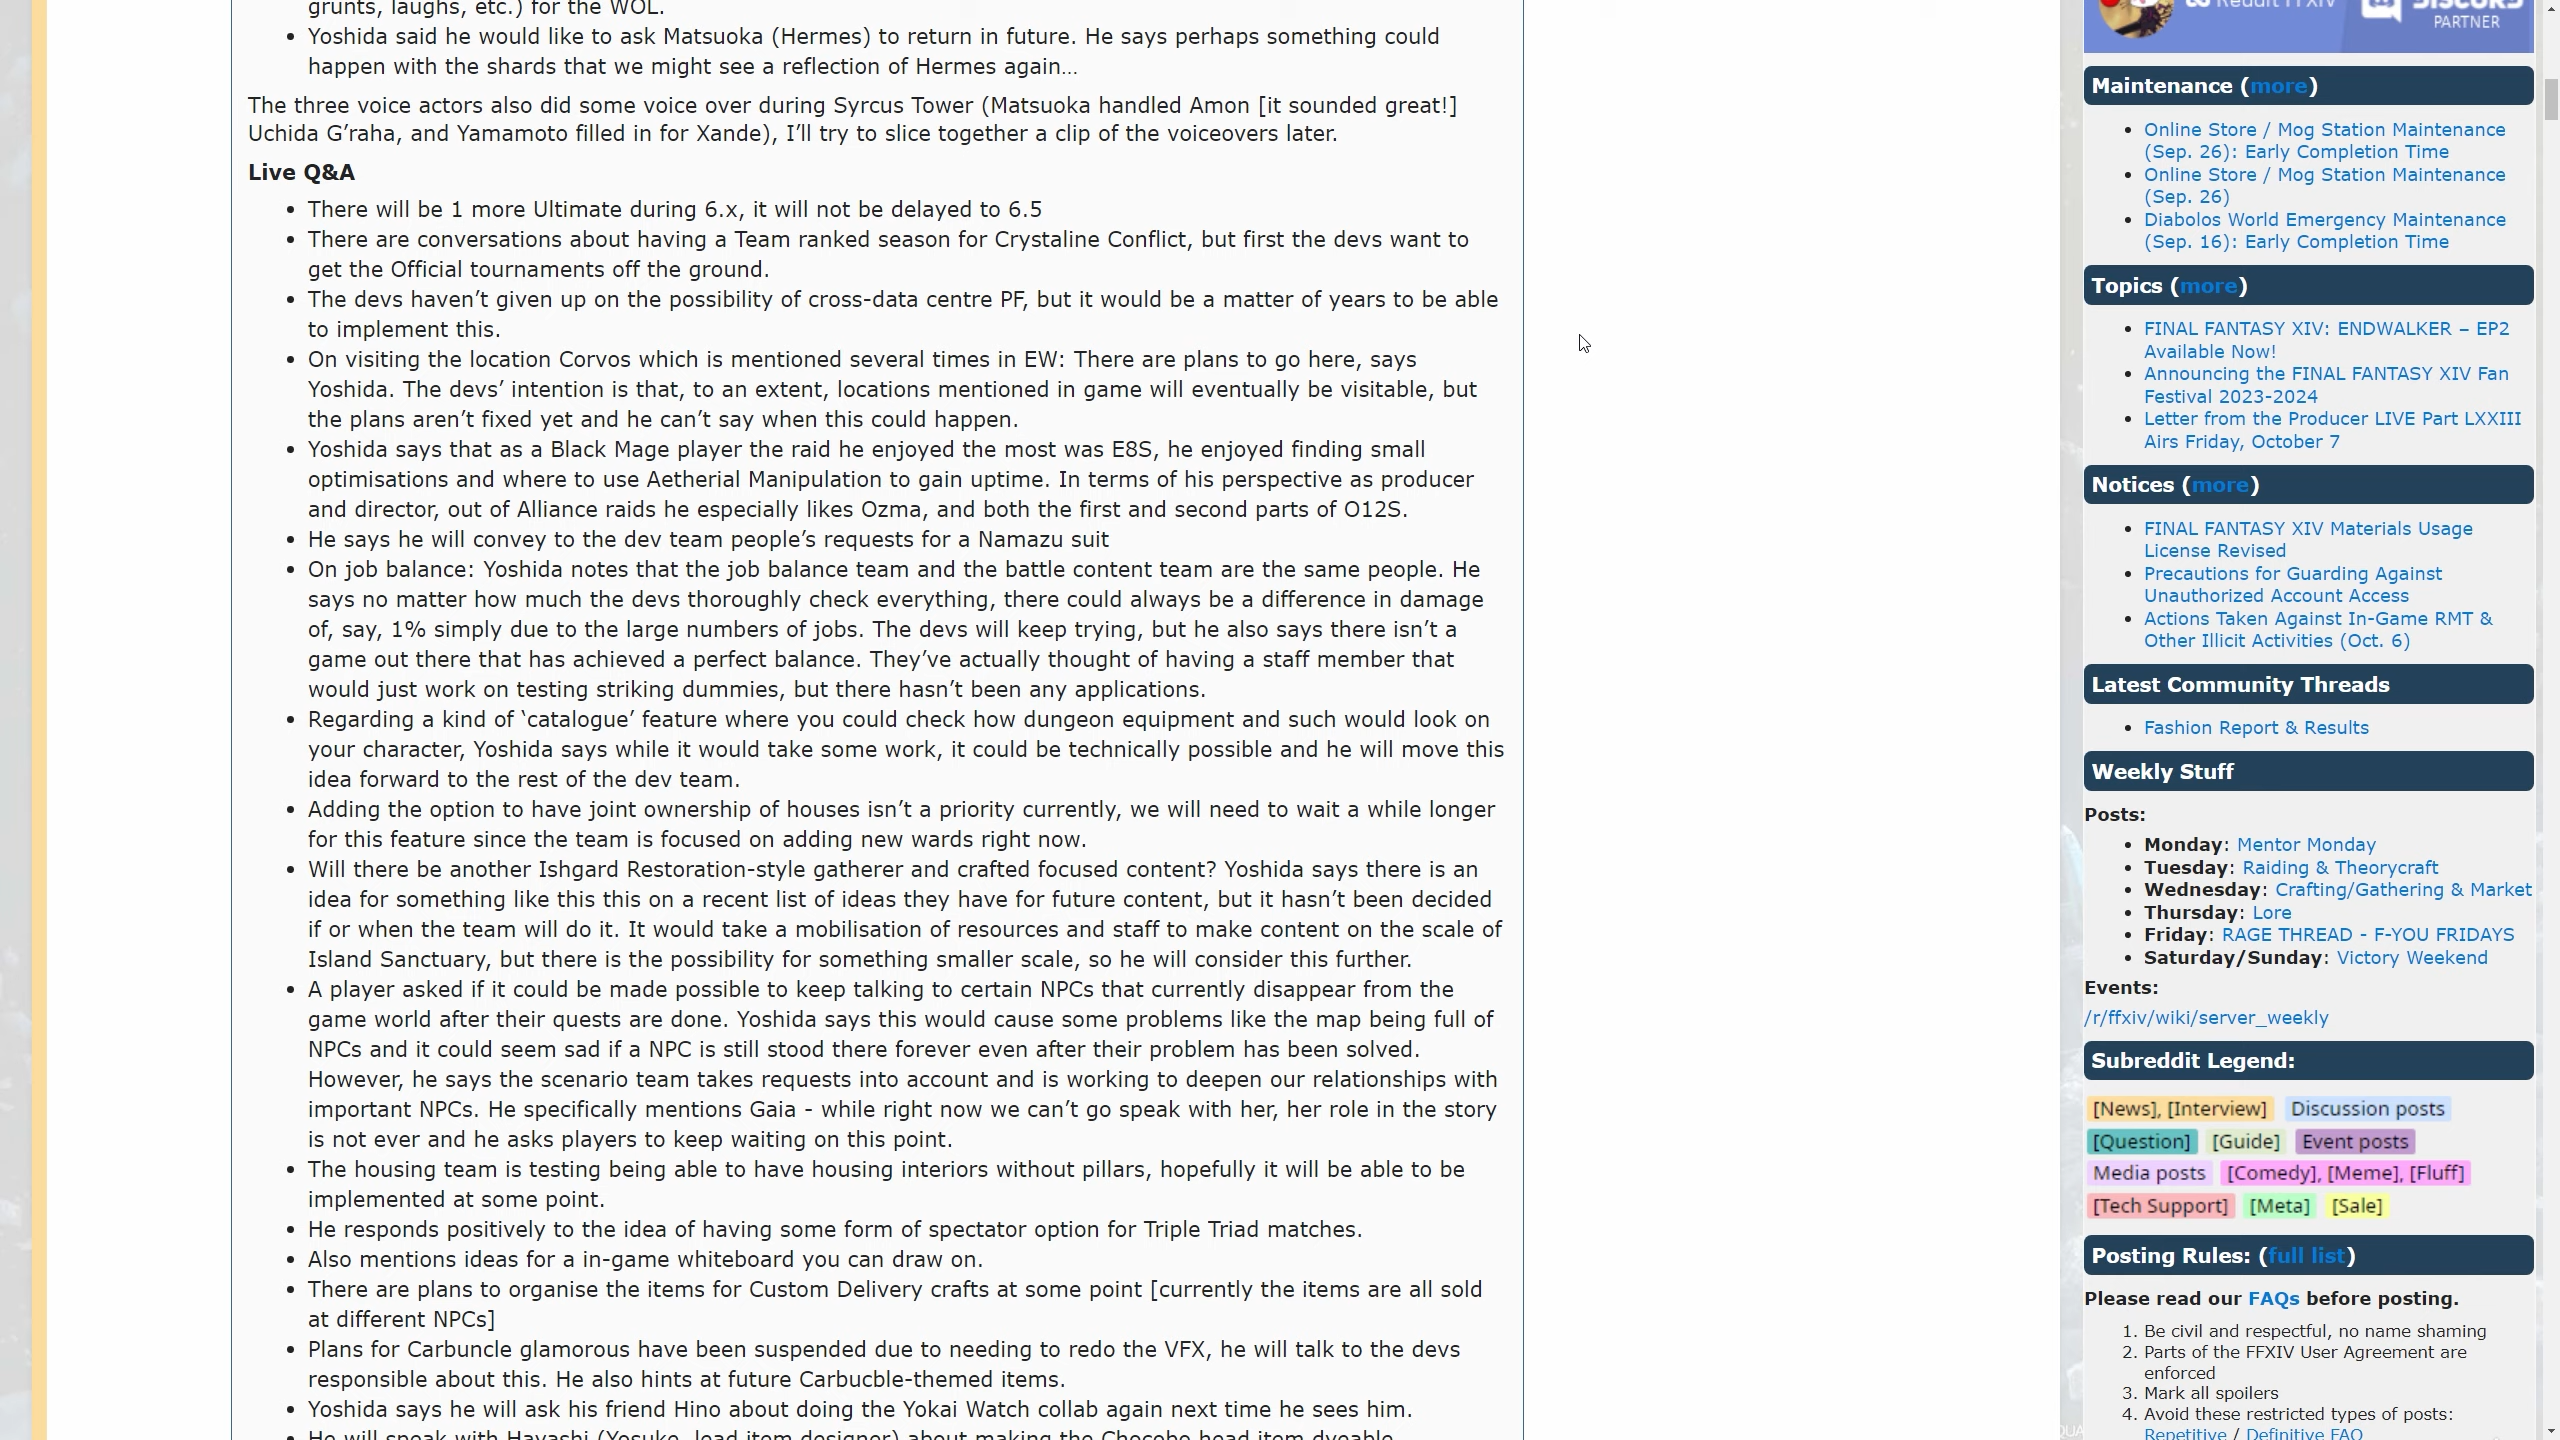 grunts, laughs, etc.) for the WOL.
Yoshida said he would like to ask Matsuoka (Hermes) to return in future. He says perhaps something could
happen with the shards that we might see a reflection of Hermes again…
The three voice actors also did some voice over during Syrcus Tower (Matsuoka handled Amon [it sounded great!]
Uchida G’raha, and Yamamoto filled in for Xande), I’ll try to slice together a clip of the voiceovers later.
Live Q&A
There will be 1 more Ultimate during 6.x, it will not be delayed to 6.5
There are conversations about having a Team ranked season for Crystaline Conflict, but first the devs want to
get the Official tournaments off the ground.
The devs haven’t given up on the possibility of cross-data centre PF, but it would be a matter of years to be able
to implement this.
On visiting the location Corvos which is mentioned several times in EW: There are plans to go here, says
Yoshida. The devs’ intention is that, to an extent, locations mentioned in game will eventually be visitable, but
the plans aren’t fixed yet and he can’t say when this could happen.
Yoshida says that as a Black Mage player the raid he enjoyed the most was E8S, he enjoyed finding small
optimisations and where to use Aetherial Manipulation to gain uptime. In terms of his perspective as producer
and director, out of Alliance raids he especially likes Ozma, and both the first and second parts of O12S.
He says he will convey to the dev team people’s requests for a Namazu suit
On job balance: Yoshida notes that the job balance team and the battle content team are the same people. He
says no matter how much the devs thoroughly check everything, there could always be a difference in damage
of, say, 1% simply due to the large numbers of jobs. The devs will keep trying, but he also says there isn’t a
game out there that has achieved a perfect balance. They’ve actually thought of having a staff member that
would just work on testing striking dummies, but there hasn’t been any applications.
Regarding a kind of ‘catalogue’ feature where you could check how dungeon equipment and such would look on
your character, Yoshida says while it would take some work, it could be technically possible and he will move this
idea forward to the rest of the dev team.
Adding the option to have joint ownership of houses isn’t a priority currently, we will need to wait a while longer
for this feature since the team is focused on adding new wards right now.
Will there be another Ishgard Restoration-style gatherer and crafted focused content? Yoshida says there is an
idea for something like this this on a recent list of ideas they have for future content, but it hasn’t been decided
if or when the team will do it. It would take a mobilisation of resources and staff to make content on the scale of
Island Sanctuary, but there is the possibility for something smaller scale, so he will consider this further.
A player asked if it could be made possible to keep talking to certain NPCs that currently disappear from the
game world after their quests are done. Yoshida says this would cause some problems like the map being full of
NPCs and it could seem sad if a NPC is still stood there forever even after their problem has been solved.
However, he says the scenario team takes requests into account and is working to deepen our relationships with
important NPCs. He specifically mentions Gaia - while right now we can’t go speak with her, her role in the story
is not ever and he asks players to keep waiting on this point.
The housing team is testing being able to have housing interiors without pillars, hopefully it will be able to be
implemented at some point.
He responds positively to the idea of having some form of spectator option for Triple Triad matches.
Also mentions ideas for a in-game whiteboard you can draw on.
There are plans to organise the items for Custom Delivery crafts at some point [currently the items are all sold
at different NPCs]
Plans for Carbuncle glamorous have been suspended due to needing to redo the VFX, he will talk to the devs
responsible about this. He also hints at future Carbucble-themed items.
Yoshida says he will ask his friend Hino about doing the Yokai Watch collab again next time he sees him.
He will speak with Hayashi (Yosuke, lead item designer) about making the Chocobo head item dyeable
Reddit FFXIV
DISCORD
PARTNER
Maintenance (more)
Online Store / Mog Station Maintenance
(Sep. 26): Early Completion Time
Online Store / Mog Station Maintenance
(Sep. 26)
Diabolos World Emergency Maintenance
(Sep. 16): Early Completion Time
Topics (more)
FINAL FANTASY XIV: ENDWALKER – EP2
Available Now!
Announcing the FINAL FANTASY XIV Fan
Festival 2023-2024
Letter from the Producer LIVE Part LXXIII
Airs Friday, October 7
Notices (more)
FINAL FANTASY XIV Materials Usage
License Revised
Precautions for Guarding Against
Unauthorized Account Access
Actions Taken Against In-Game RMT &
Other Illicit Activities (Oct. 6)
Latest Community Threads
Fashion Report & Results
Weekly Stuff
Posts:
Monday: Mentor Monday
Tuesday: Raiding & Theorycraft
Wednesday: Crafting/Gathering & Market
Thursday: Lore
Friday: RAGE THREAD - F-YOU FRIDAYS
Saturday/Sunday: Victory Weekend
Events:
/r/ffxiv/wiki/server_weekly
Subreddit Legend:
[News], [Interview] Discussion posts
[Question] [Guide] Event posts
Media posts [Comedy], [Meme], [Fluff]
[Tech Support] [Meta] [Sale]
Posting Rules: (full list)
Please read our FAQs before posting.
1. Be civil and respectful, no name shaming
2. Parts of the FFXIV User Agreement are
enforced
3. Mark all spoilers
4. Avoid these restricted types of posts:
Repetitive / Definitive FAQ